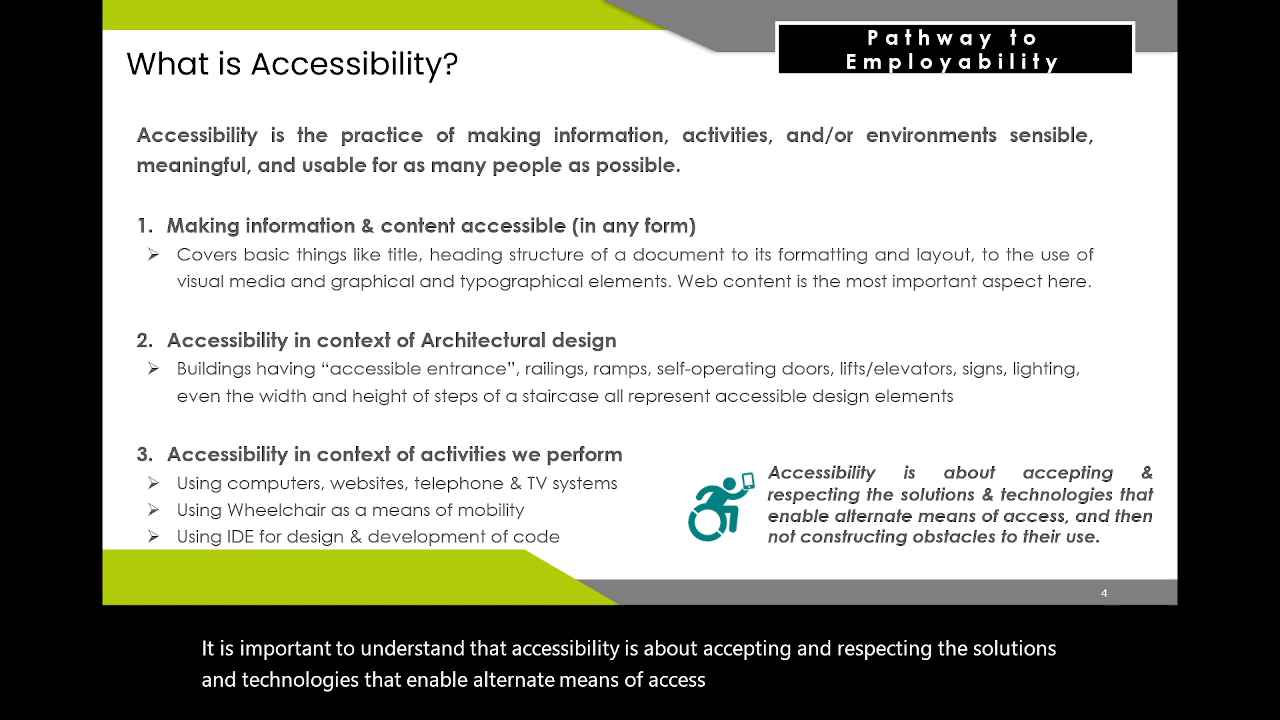 Pathway to
Employability
What is Accessibility?
Accessibility is the practice of making information, activities, and/or environments sensible,
meaningful, and usable for as many people as possible.
1. Making information & content accessible (in any form)
Covers basic things like title, heading structure of a document to its formatting and layout, to the use of
visual media and graphical and typographical elements. Web content is the most important aspect here.
2. Accessibility in context of Architectural design
Buildings having “accessible entrance”, railings, ramps, self-operating doors, lifts/elevators, signs, lighting,
even the width and height of steps of a staircase all represent accessible design elements
3. Accessibility in context of activities we perform
Using computers, websites, telephone & TV systems
Using Wheelchair as a means of mobility
Using IDE for design & development of code
Accessibility is about accepting &
respecting the solutions & technologies that
enable alternate means of access, and then
not constructing obstacles to their use.
4
It is important to understand that accessibility is about accepting and respecting the solutions
and technologies that enable alternate means of access